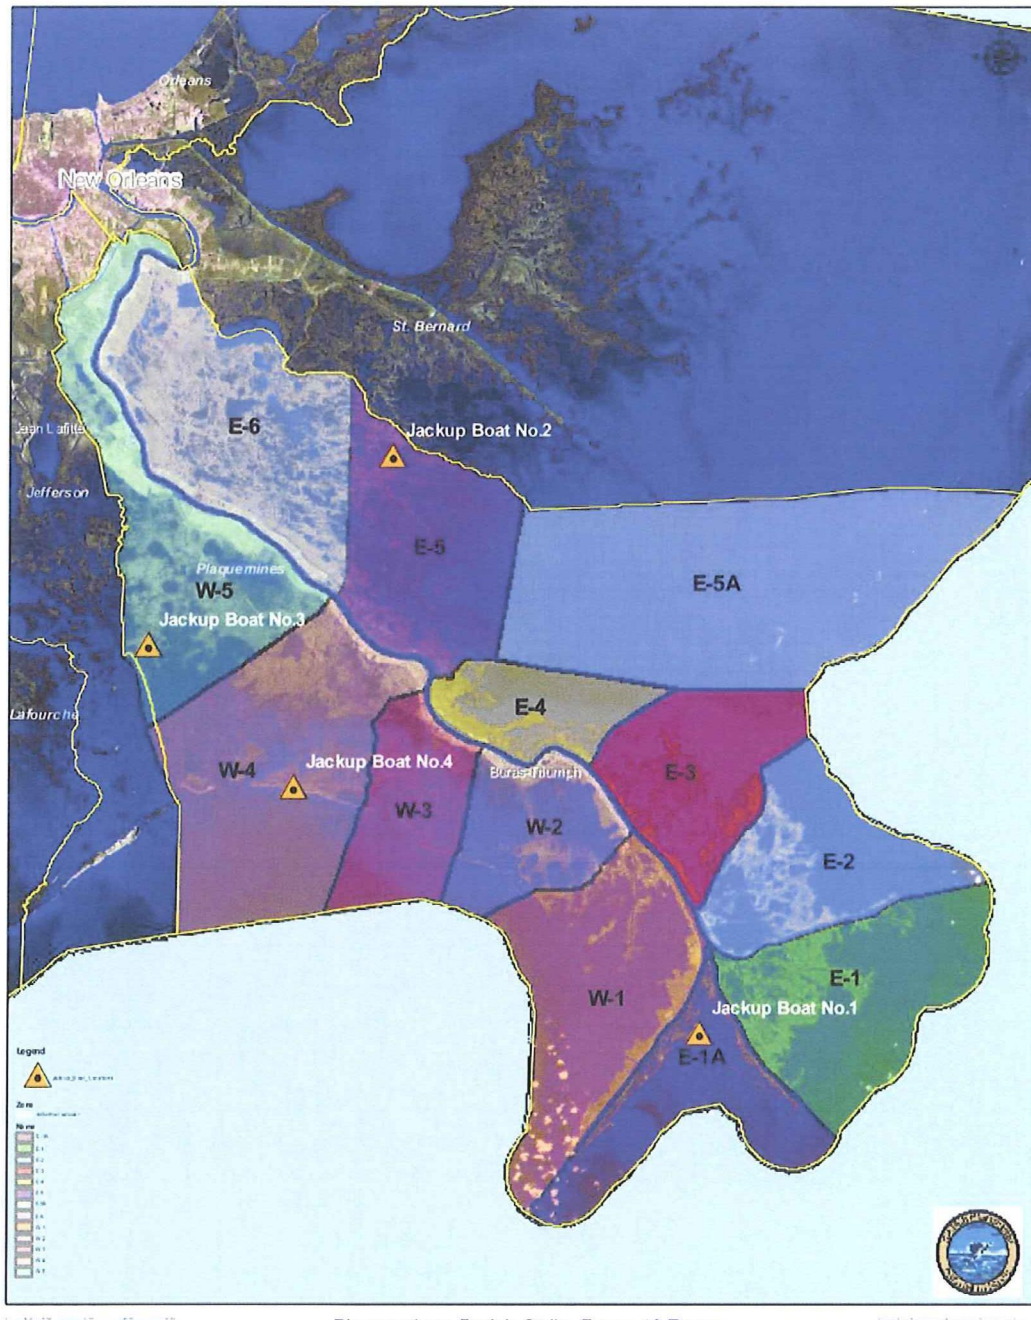 Orleans
New Orleans
St. Bernard
Jean Lafitte
E-6
Jackup Boat No.2
Jefferson
E-5
Plaquemines
W-5
E-5A
Jackup Boat No.3
E-4
Lafourche
W-4
Jackup Boat No.4
Buras-Triumph
E-3
W-3
W-2
E-2
E-1
W-1
Jackup Boat No.1
E-1A
Legend
Zone
Name